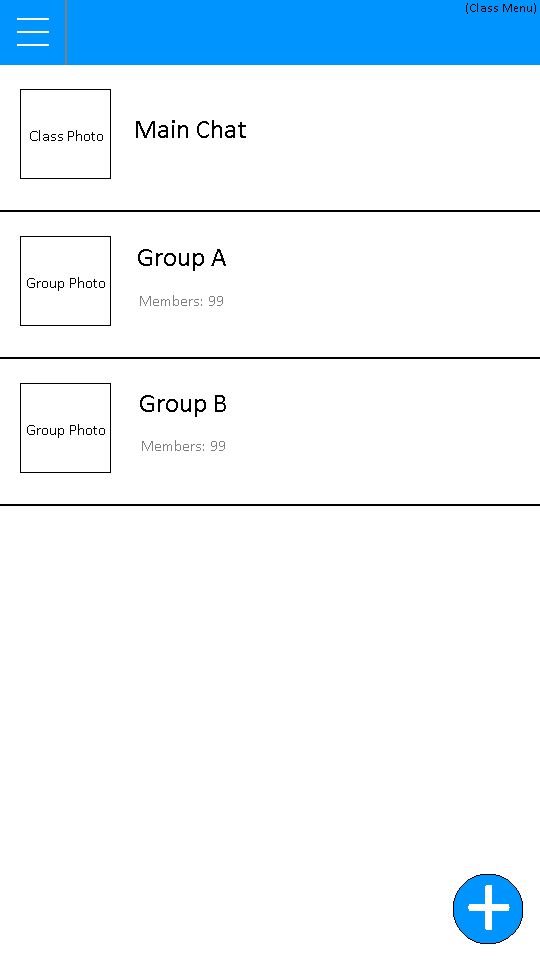 (Class Menu)
Class Photo
Main Chat
Group Photo
Group A
Members: 99
Group Photo
Group B
Members: 99